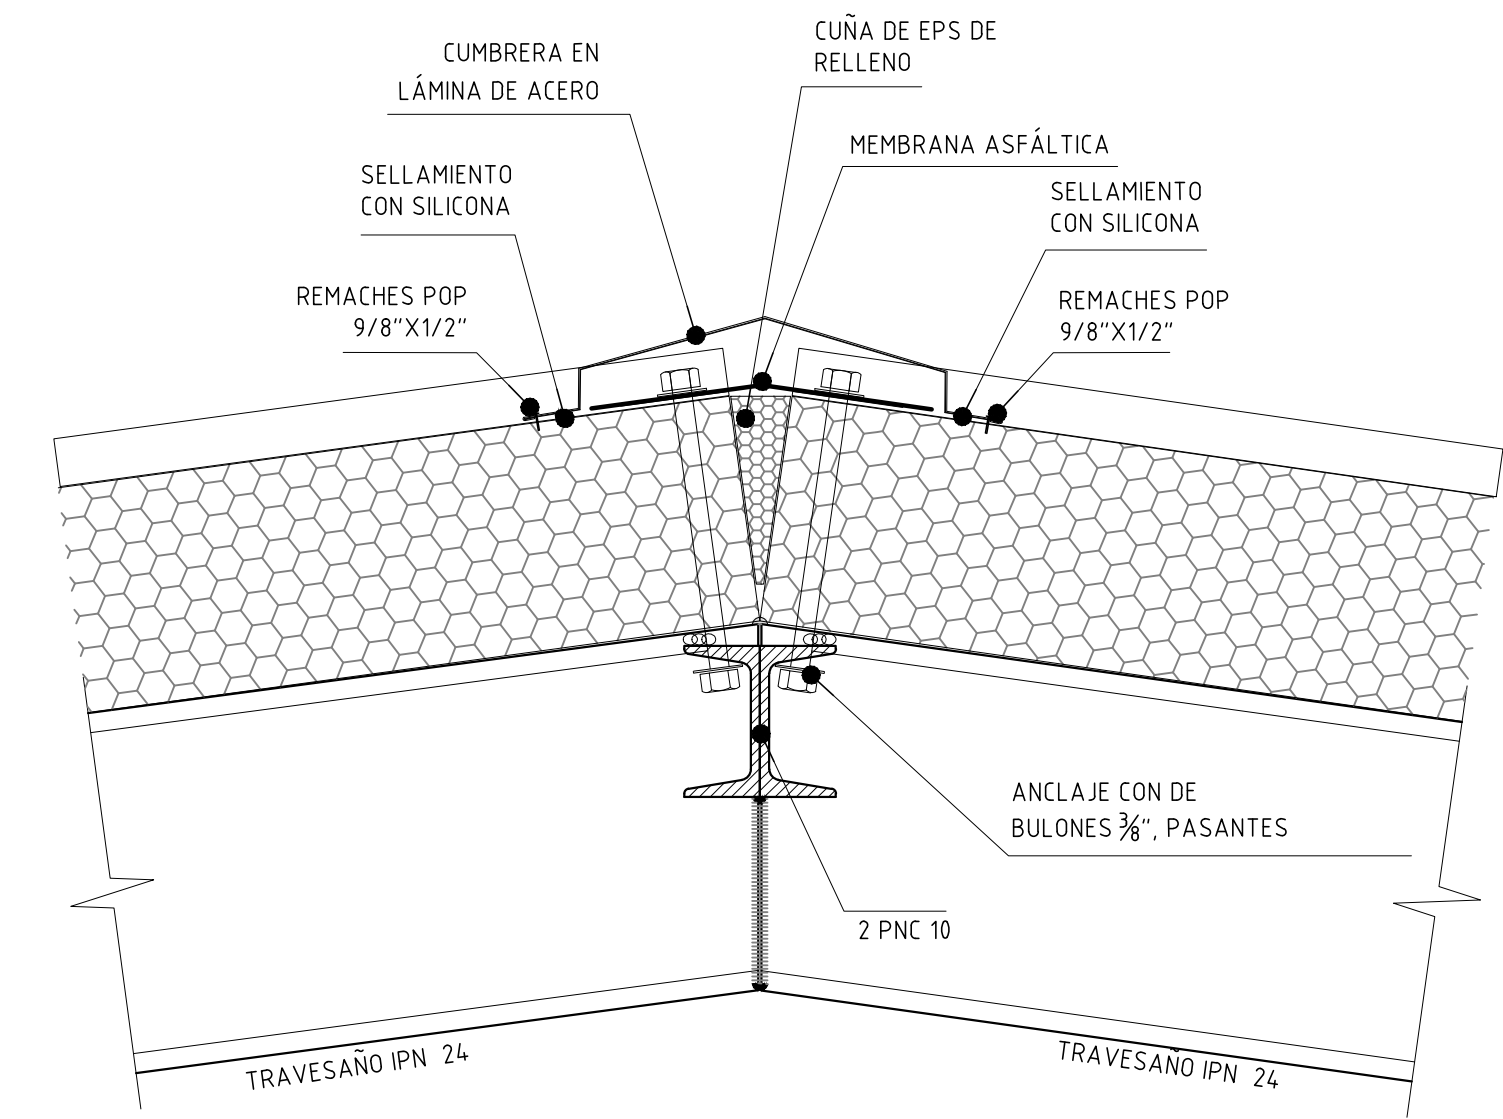 CUÑA DE EPS DE
RELLENO
CUMBRERA EN
LÁMINA DE ACERO
MEMBRANA ASFÁLTICA
SELLAMIENTO
CON SILICONA
SELLAMIENTO
CON SILICONA
REMACHES POP
9/8"X1/2"
REMACHES POP
9/8"X1/2"
ANCLAJE CON DE
BULONES ⅜", PASANTES
2 PNC 10
TRAVESAÑO IPN 24
TRAVESAÑO IPN 24